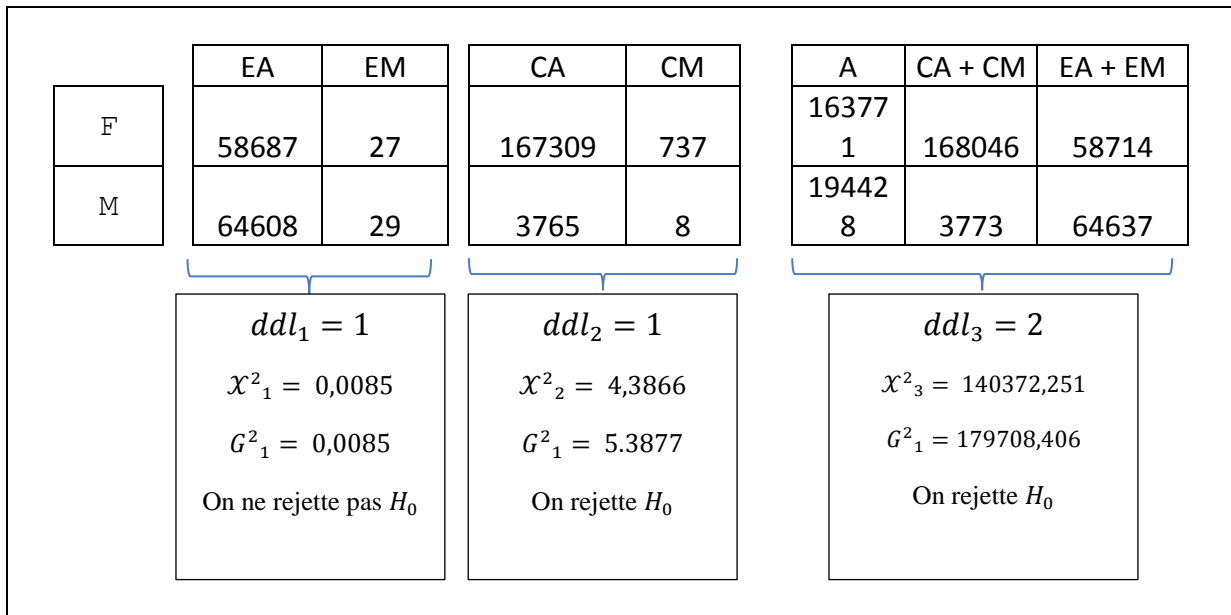 EA EM CA CM A CA + CM EA + EM
F 58687 27 167309 737 16377
1 168046 58714
M 64608 29 3765 8 19442
8 3773 64637
ddl₁ = 1
𝒳²₁ = 0,0085
G²₁ = 0,0085
On ne rejette pas H₀
ddl₂ = 1
𝒳²₂ = 4,3866
G²₁ = 5.3877
On rejette H₀
ddl₃ = 2
𝒳²₃ = 140372,251
G²₁ = 179708,406
On rejette H₀